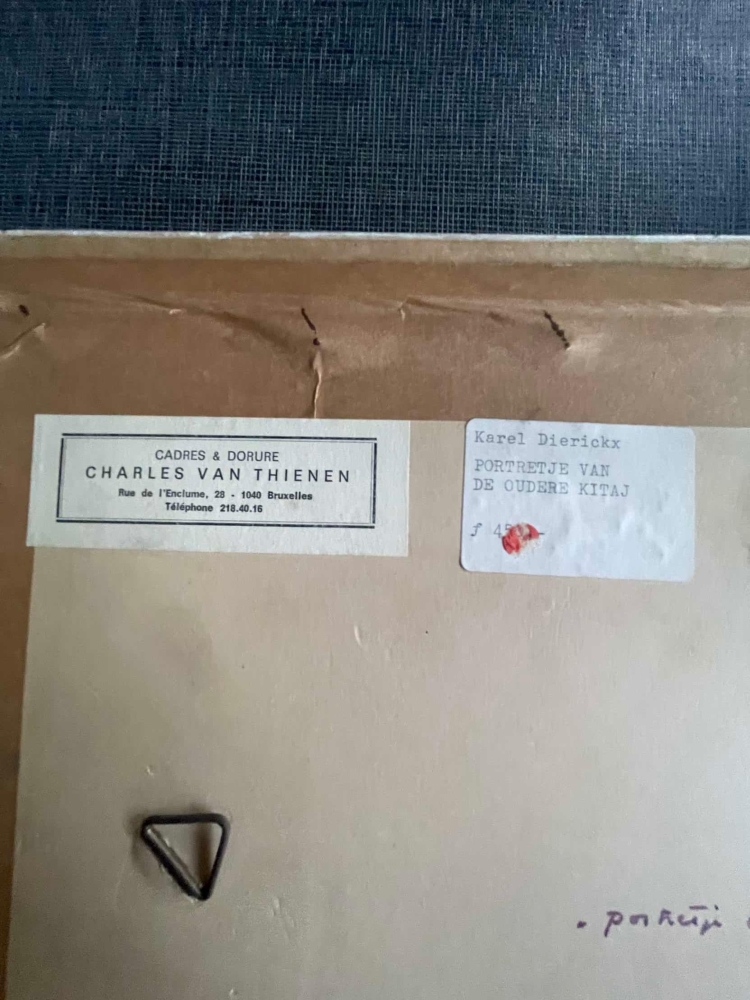 CADRES & DORURE
CHARLES VAN THIENEN
Rue de l'Enclume, 28 - 1040 Bruxelles
Téléphone 218.40.16
Karel Dierickx
PORTRETJE VAN
DE OUDERE KITAJ
ƒ
portretje